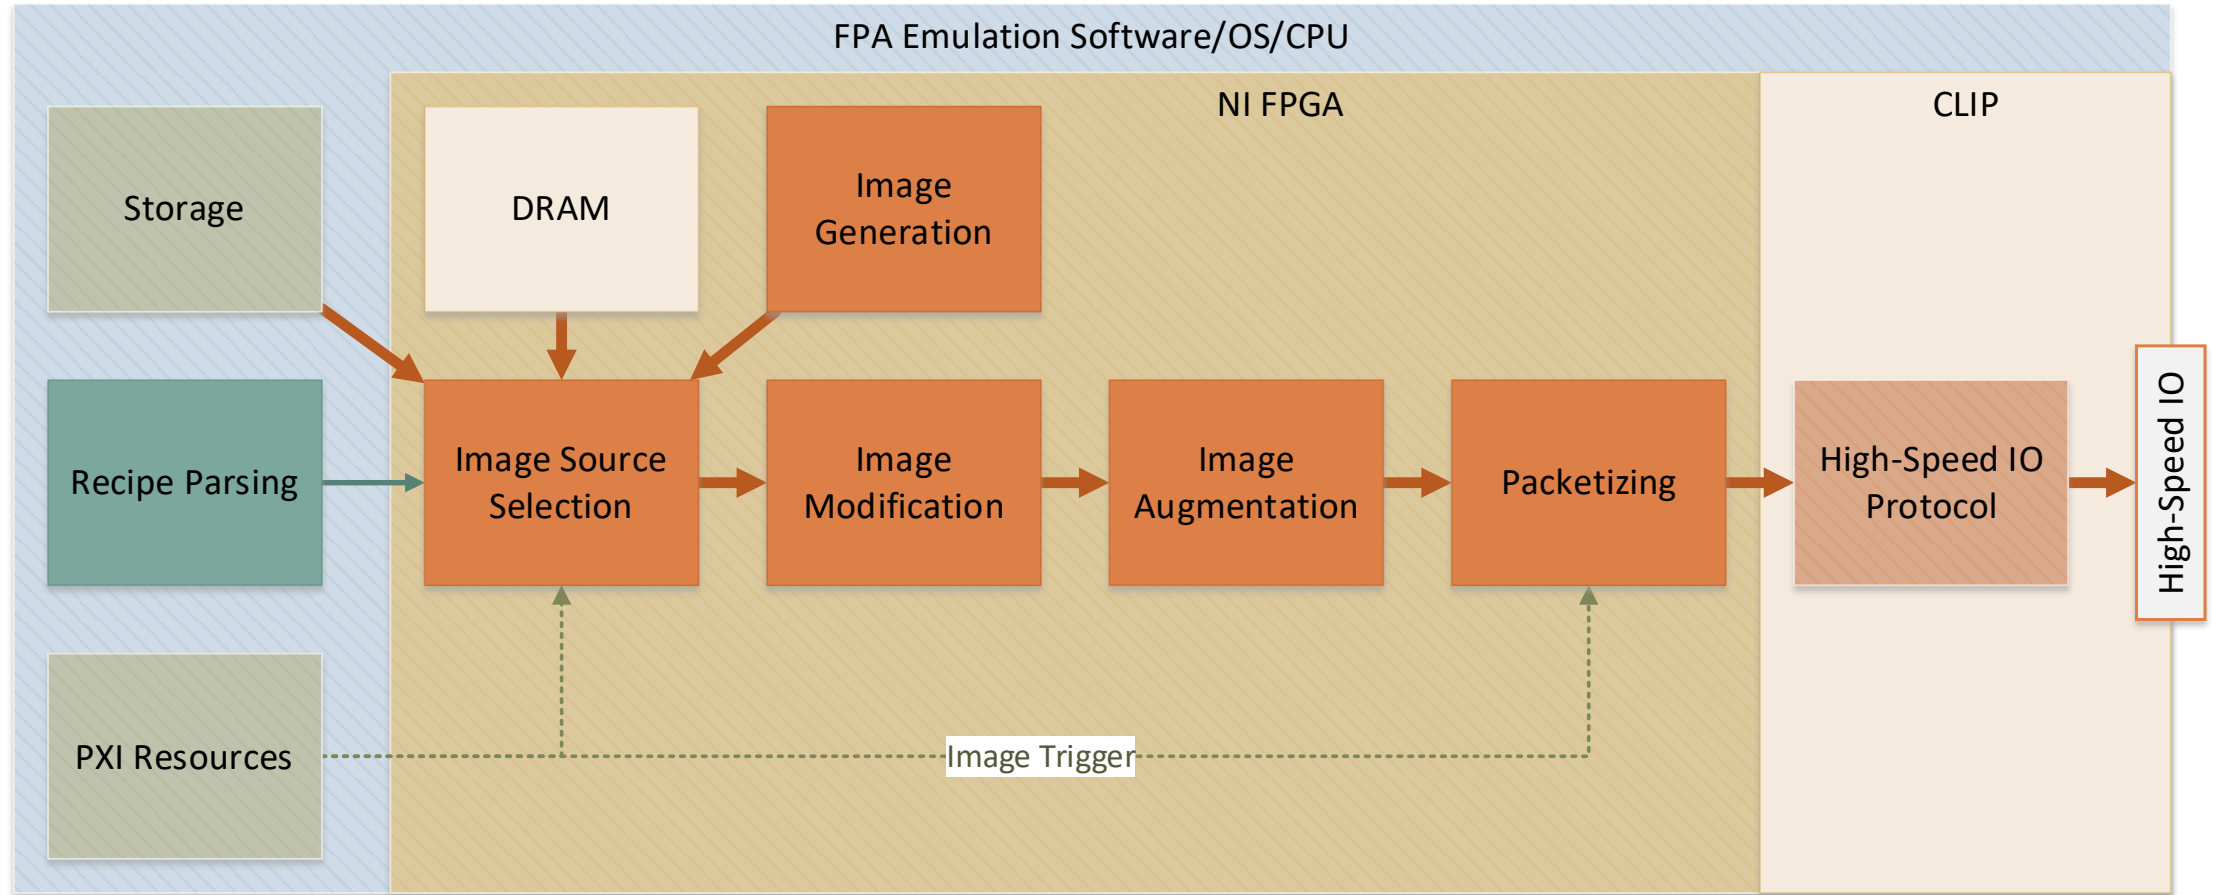 FPA Emulation Software/OS/CPU
NI FPGA
CLIP
Storage
DRAM
Image
Generation
Recipe Parsing
Image Source
Selection
Image
Modification
Image
Augmentation
Packetizing
High-Speed IO
Protocol
High-Speed IO
PXI Resources
Image Trigger